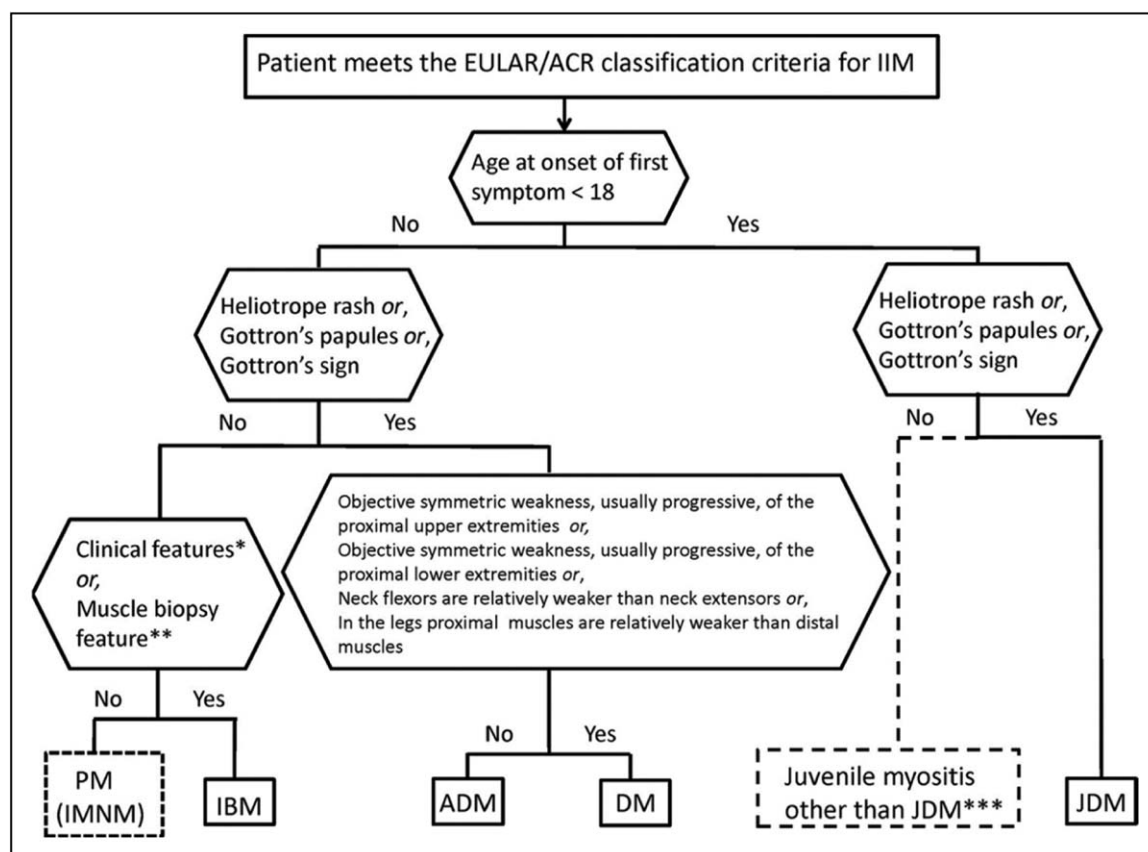 Patient meets the EULAR/ACR classification criteria for IIM
Age at onset of first
symptom < 18
No
Yes
Heliotrope rash or,
Gottron's papules or,
Gottron's sign
Heliotrope rash or,
Gottron's papules or,
Gottron's sign
No
Yes
No
Yes
Clinical features*
or,
Muscle biopsy
feature**
Objective symmetric weakness, usually progressive, of the
proximal upper extremities or,
Objective symmetric weakness, usually progressive, of the
proximal lower extremities or,
Neck flexors are relatively weaker than neck extensors or,
In the legs proximal muscles are relatively weaker than distal
muscles
No
Yes
No
Yes
PM
(IMNM)
IBM
ADM
DM
Juvenile myositis
other than JDM***
JDM